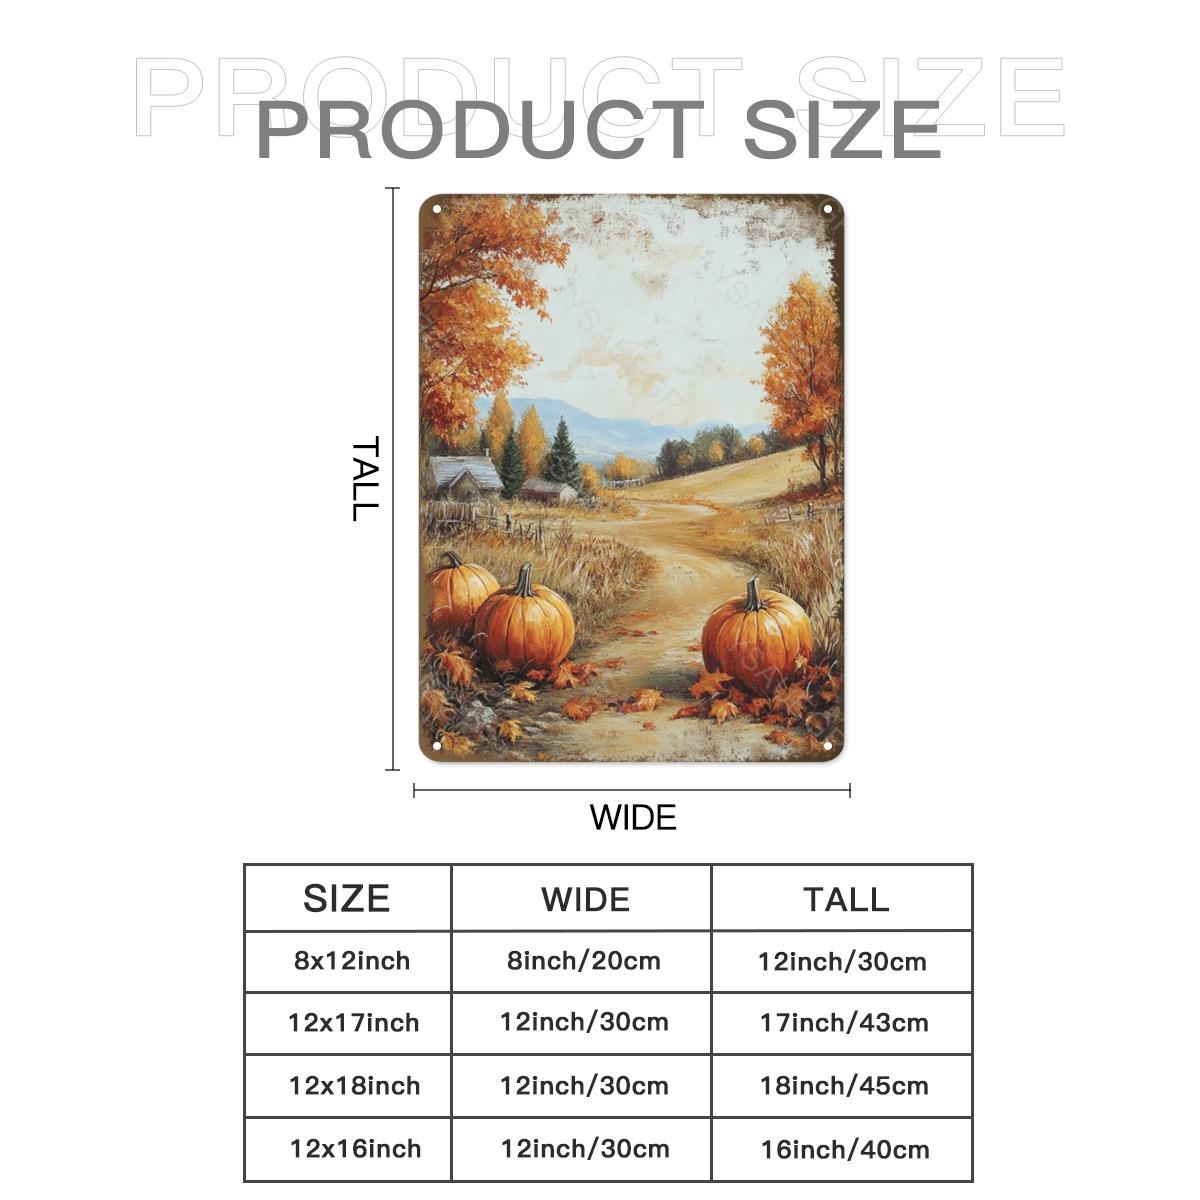 PRODUCT SIZE
PRODUCT SIZE
TALL
WIDE
SIZE WIDE TALL
8x12inch 8inch/20cm 12inch/30cm
12x17inch 12inch/30cm 17inch/43cm
12x18inch 12inch/30cm 18inch/45cm
12x16inch 12inch/30cm 16inch/40cm